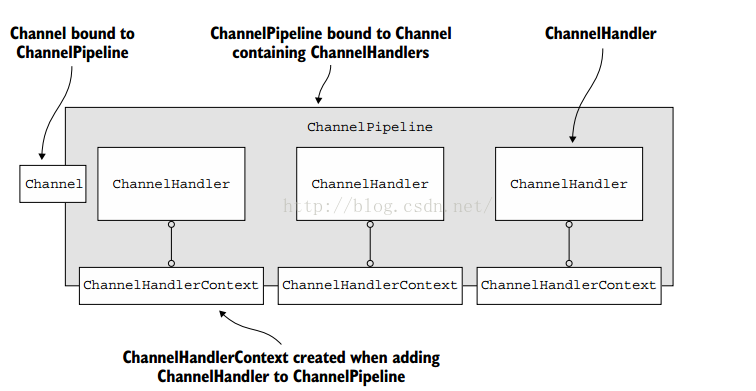 Channel bound to
ChannelPipeline
ChannelPipeline bound to Channel
containing ChannelHandlers
ChannelHandler
ChannelPipeline
Channel
ChannelHandler
ChannelHandler
ChannelHandler
http://blog.csdn.net/
ChannelHandlerContext
ChannelHandlerContext
ChannelHandlerContext
ChannelHandlerContext created when adding
ChannelHandler to ChannelPipeline